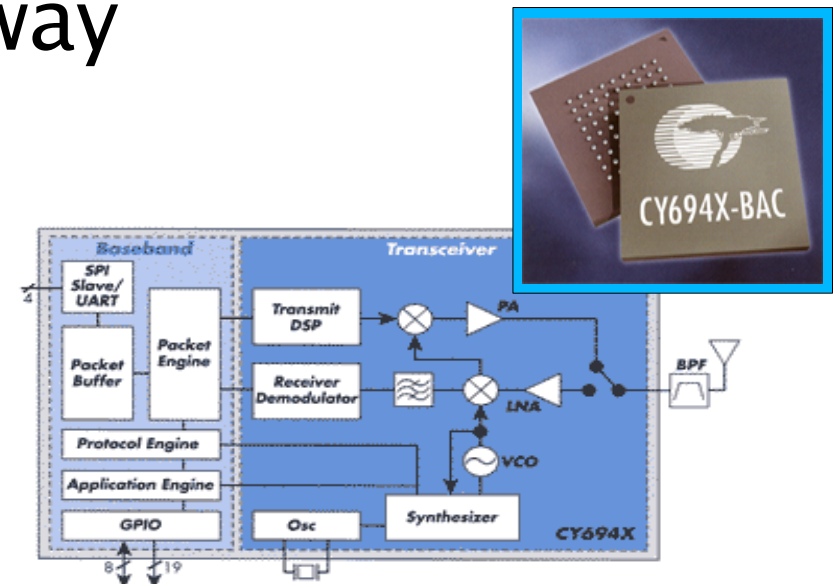 way
CY694X-BAC
Baseband
Transceiver
SPI
Slave/
UART
4
Packet
Buffer
Packet
Engine
Transmit
DSP
PA
Receiver
Demodulator
LNA
BPF
Protocol Engine
VCO
Application Engine
Synthesizer
GPIO
Osc
CY694X
8
19